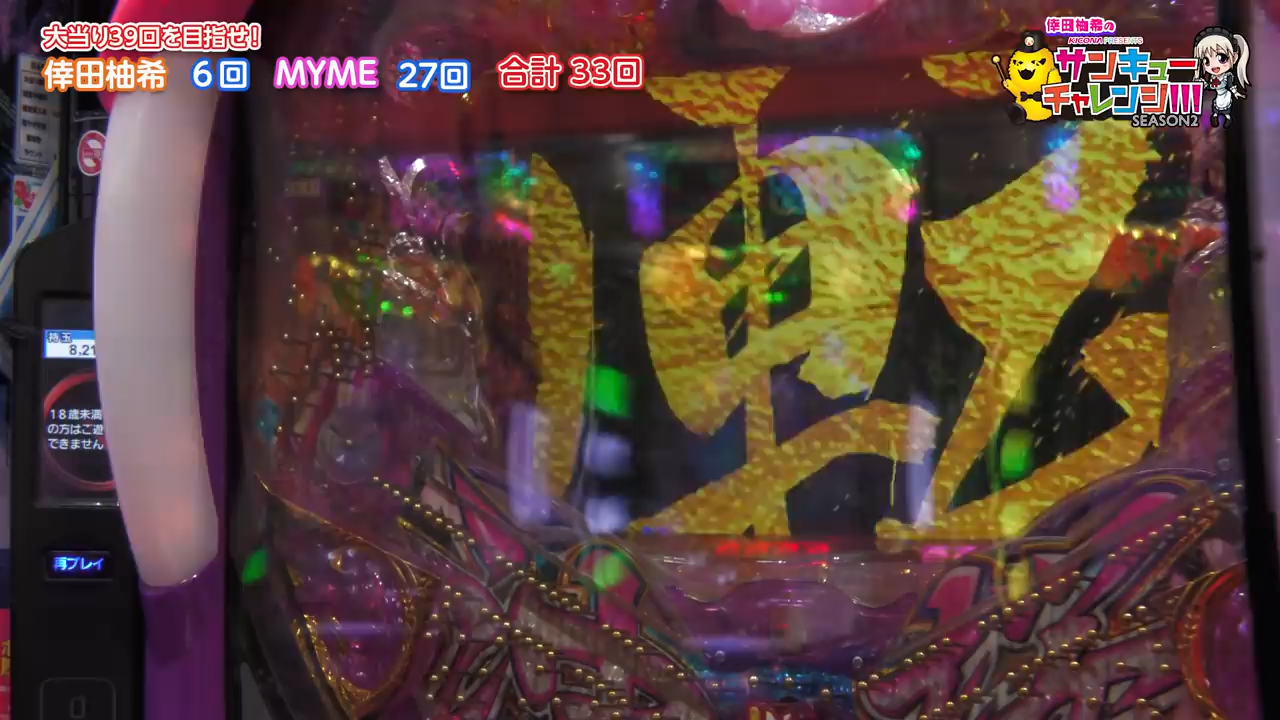 大当り39回を目指せ!
倖田柚希 6回 MYME 27回 合計 33回
倖田柚希の
KICONA PRESENTS
サンキュー
チャレンジ!!!
SEASON2
持玉
8.21
18歳未満
の方はご遊
できません
再プレイ